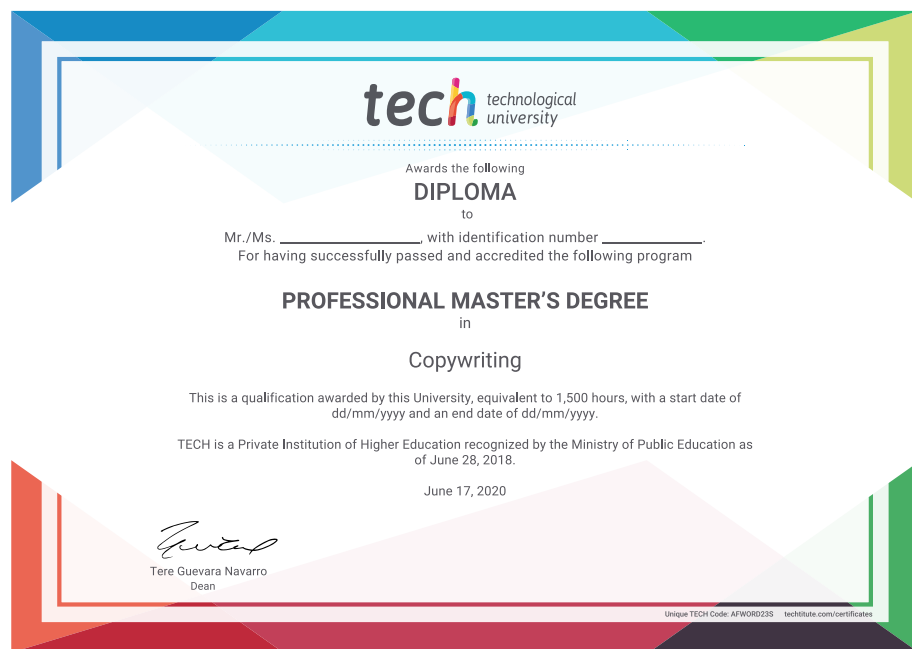 tech technological
university
Awards the following
DIPLOMA
to
Mr./Ms. ____________________, with identification number ______________.
For having successfully passed and accredited the following program
PROFESSIONAL MASTER'S DEGREE
in
Copywriting
This is a qualification awarded by this University, equivalent to 1,500 hours, with a start date of
dd/mm/yyyy and an end date of dd/mm/yyyy.
TECH is a Private Institution of Higher Education recognized by the Ministry of Public Education as
of June 28, 2018.
June 17, 2020
Tere Guevara Navarro
Dean
Unique TECH Code: AFWORD23S techtitute.com/certificates